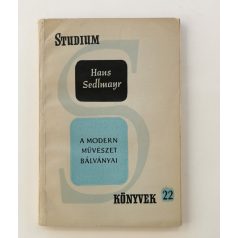 STUDIUM
S
Hans
Sedlmayr
A MODERN
MŰVÉSZET
BÁLVÁNYAI
KÖNYVEK 22